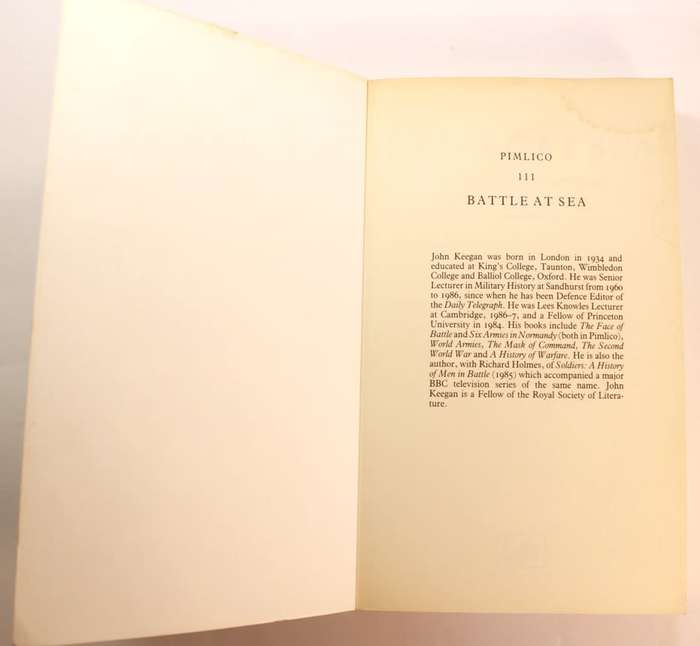 PIMLICO
111
BATTLE AT SEA
John Keegan was born in London in 1934 and
educated at King's College, Taunton, Wimbledon
College and Balliol College, Oxford. He was Senior
Lecturer in Military History at Sandhurst from 1960
to 1986, since when he has been Defence Editor of
the Daily Telegraph. He was Lees Knowles Lecturer
at Cambridge, 1986-7, and a Fellow of Princeton
University in 1984. His books include The Face of
Battle and Six Armies in Normandy (both in Pimlico),
World Armies, The Mask of Command, The Second
World War and A History of Warfare. He is also the
author, with Richard Holmes, of Soldiers: A History
of Men in Battle (1985) which accompanied a major
BBC television series of the same name. John
Keegan is a Fellow of the Royal Society of Litera-
ture.